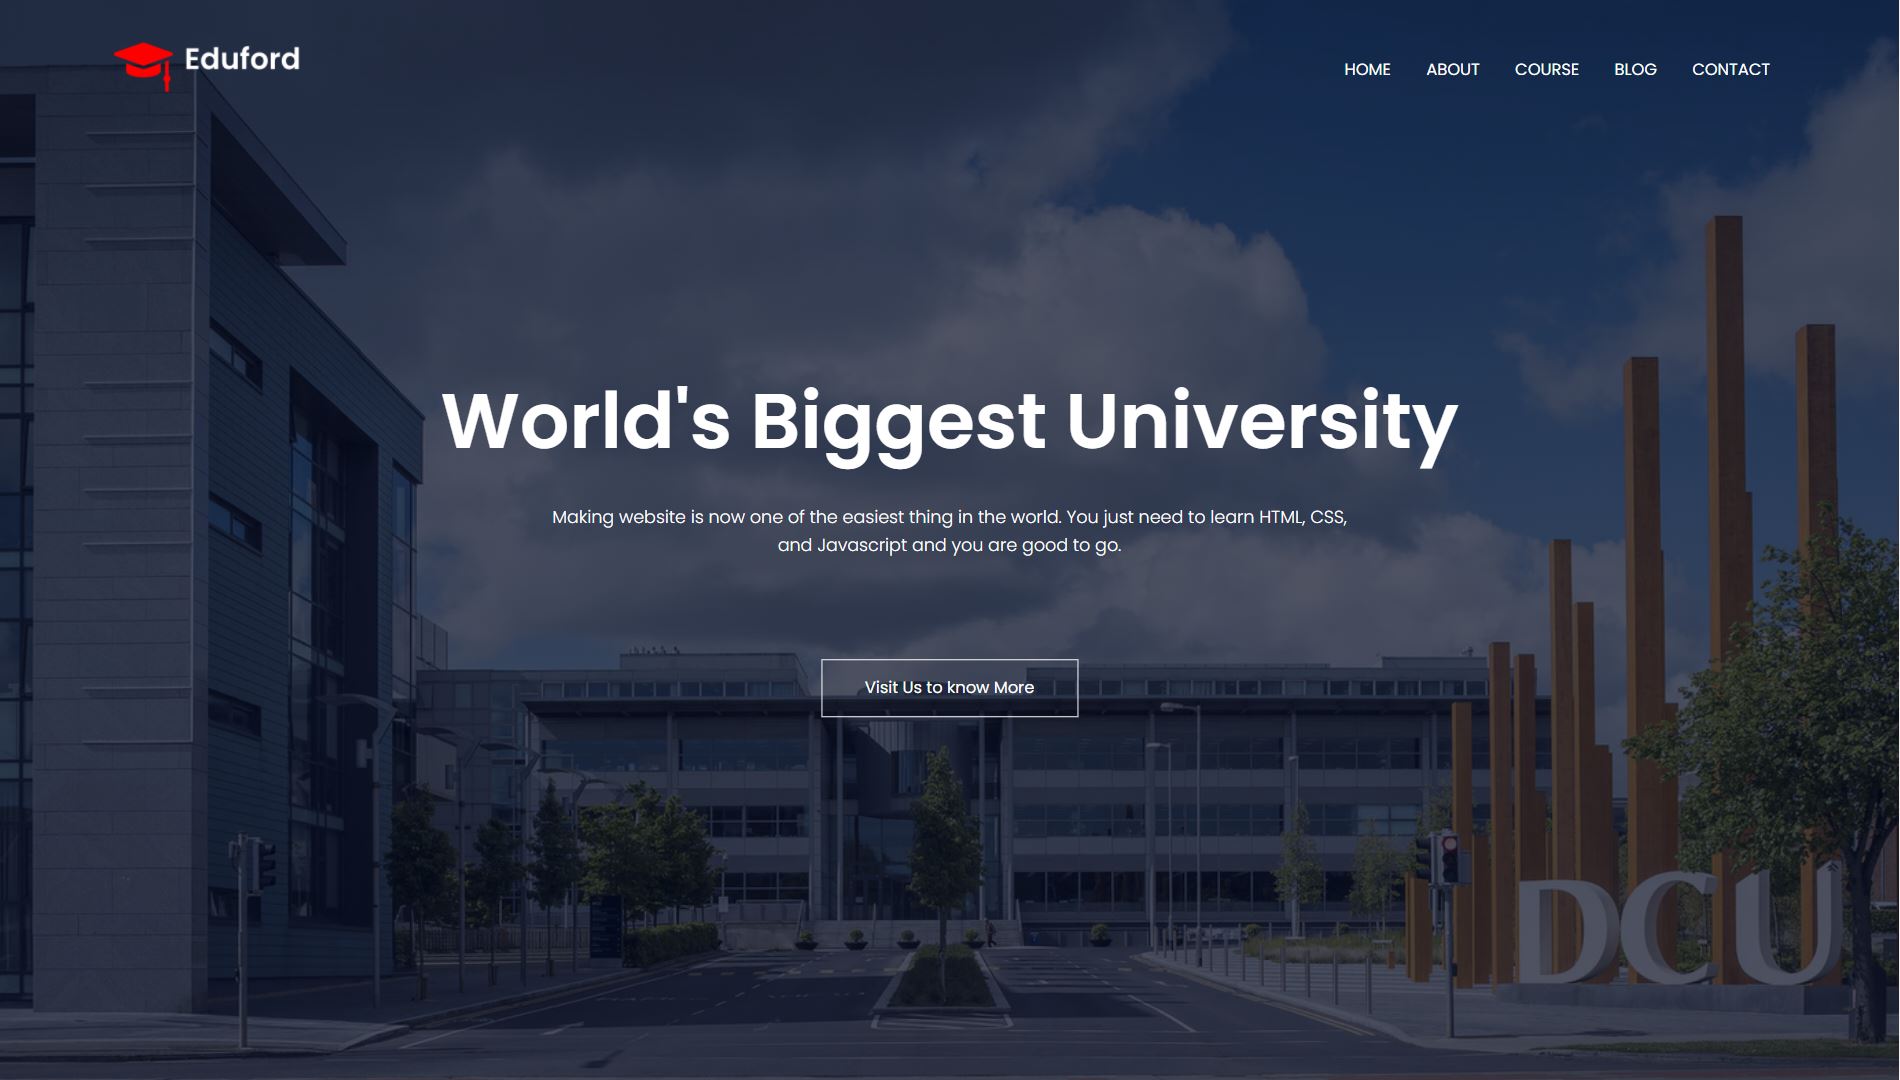 Eduford
HOME ABOUT COURSE BLOG CONTACT
World's Biggest University
Making website is now one of the easiest thing in the world. You just need to learn HTML, CSS,
and Javascript and you are good to go.
Visit Us to know More
DCU